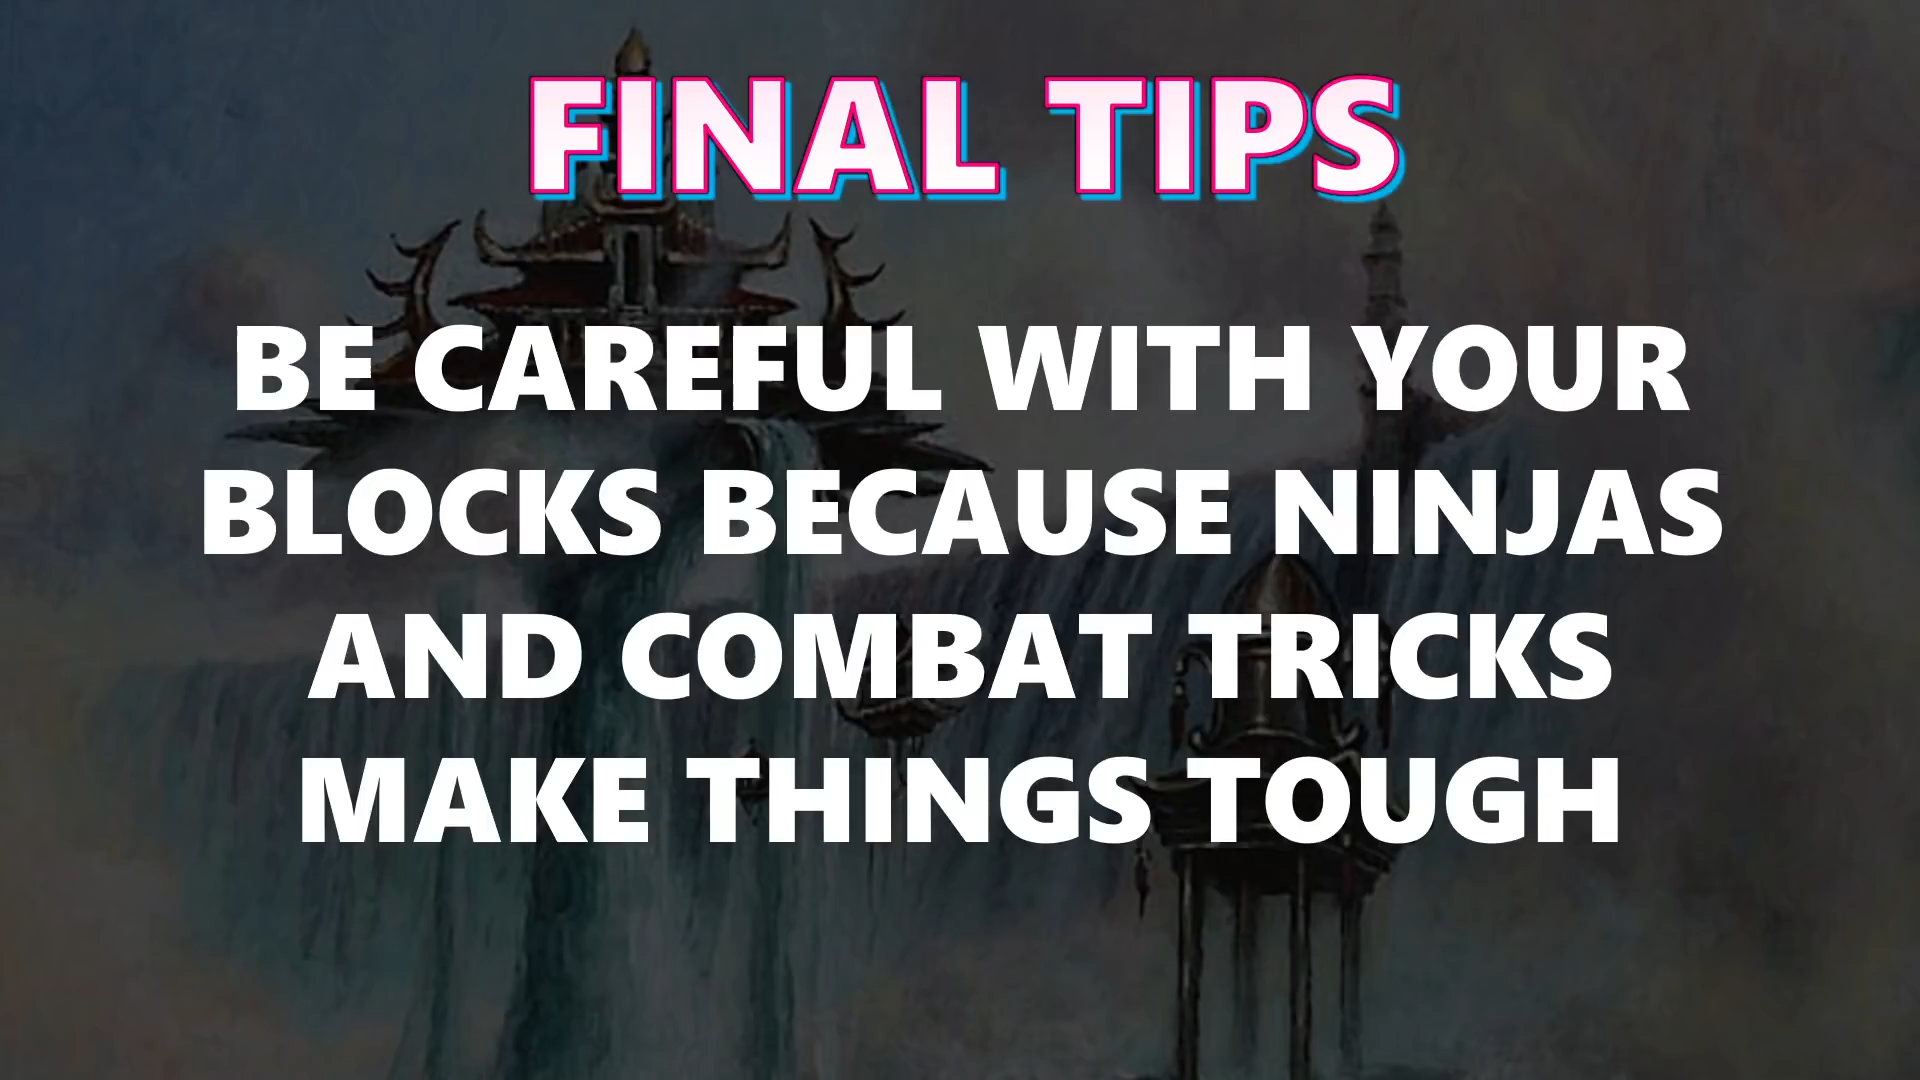 FINAL TIPS
BE CAREFUL WITH YOUR
BLOCKS BECAUSE NINJAS
AND COMBAT TRICKS
MAKE THINGS TOUGH